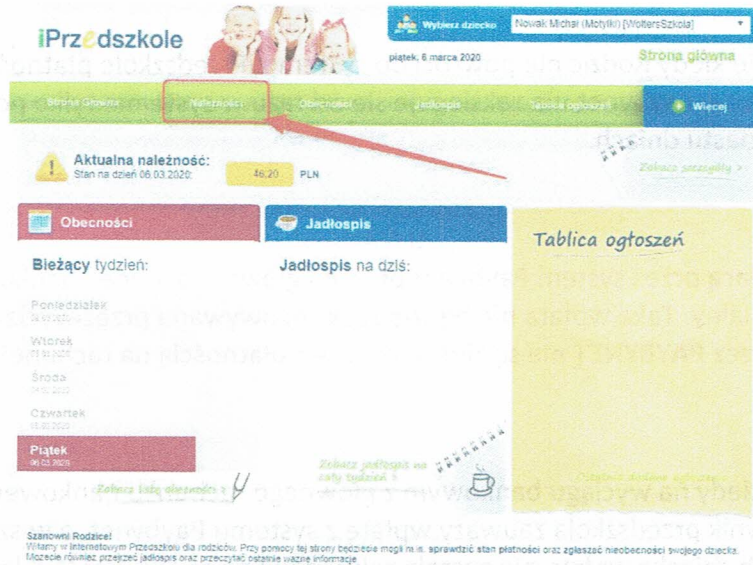 iPrzedszkole
Wybierz dziecko
Nowak Michał (Motylki) [WoltersSzkola]
piątek, 6 marca 2020
Strona główna
Strona Główna
Należności
Obecności
Jadłospis
Tablica ogłoszeń
Więcej
Aktualna należność:
Stan na dzień 06.03.2020:
46,20
PLN
Zobacz szczegóły >
Obecności
Bieżący tydzień:
Poniedziałek
Wtorek
Środa
Czwartek
Piątek
06.03.2020
Zobacz listę obecności >
Jadłospis
Jadłospis na dziś:
Zobacz jadłospis na
cały tydzień >
Tablica ogłoszeń
Szanowni Rodzice!
Witamy w Internetowym Przedszkolu dla rodziców. Przy pomocy tej strony będziecie mogli m.in. sprawdzić stan płatności oraz zgłaszać nieobecności swojego dziecka.
Możecie również przejrzeć jadłospis oraz przeczytać ostatnie ważne informacje